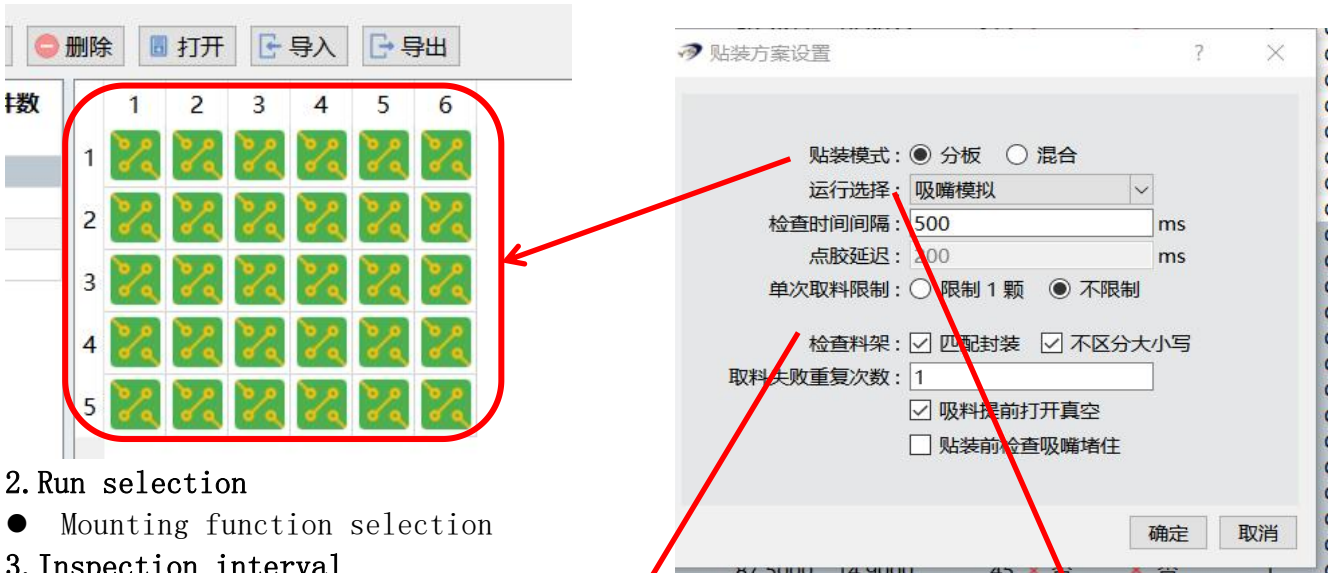 删除 打开 导入 导出
件数
1 2 3 4 5 6
1
2
3
4
5
贴装方案设置 ? ×
贴装模式: 分板 混合
运行选择: 吸嘴模拟
检查时间间隔: 500 ms
点胶延迟: 200 ms
单次取料限制: 限制 1 颗 不限制
检查料架: 匹配封装 不区分大小写
取料失败重复次数: 1
吸料提前打开真空
贴装前检查吸嘴堵住
确定 取消
2.Run selection
● Mounting function selection
3.Inspection interval